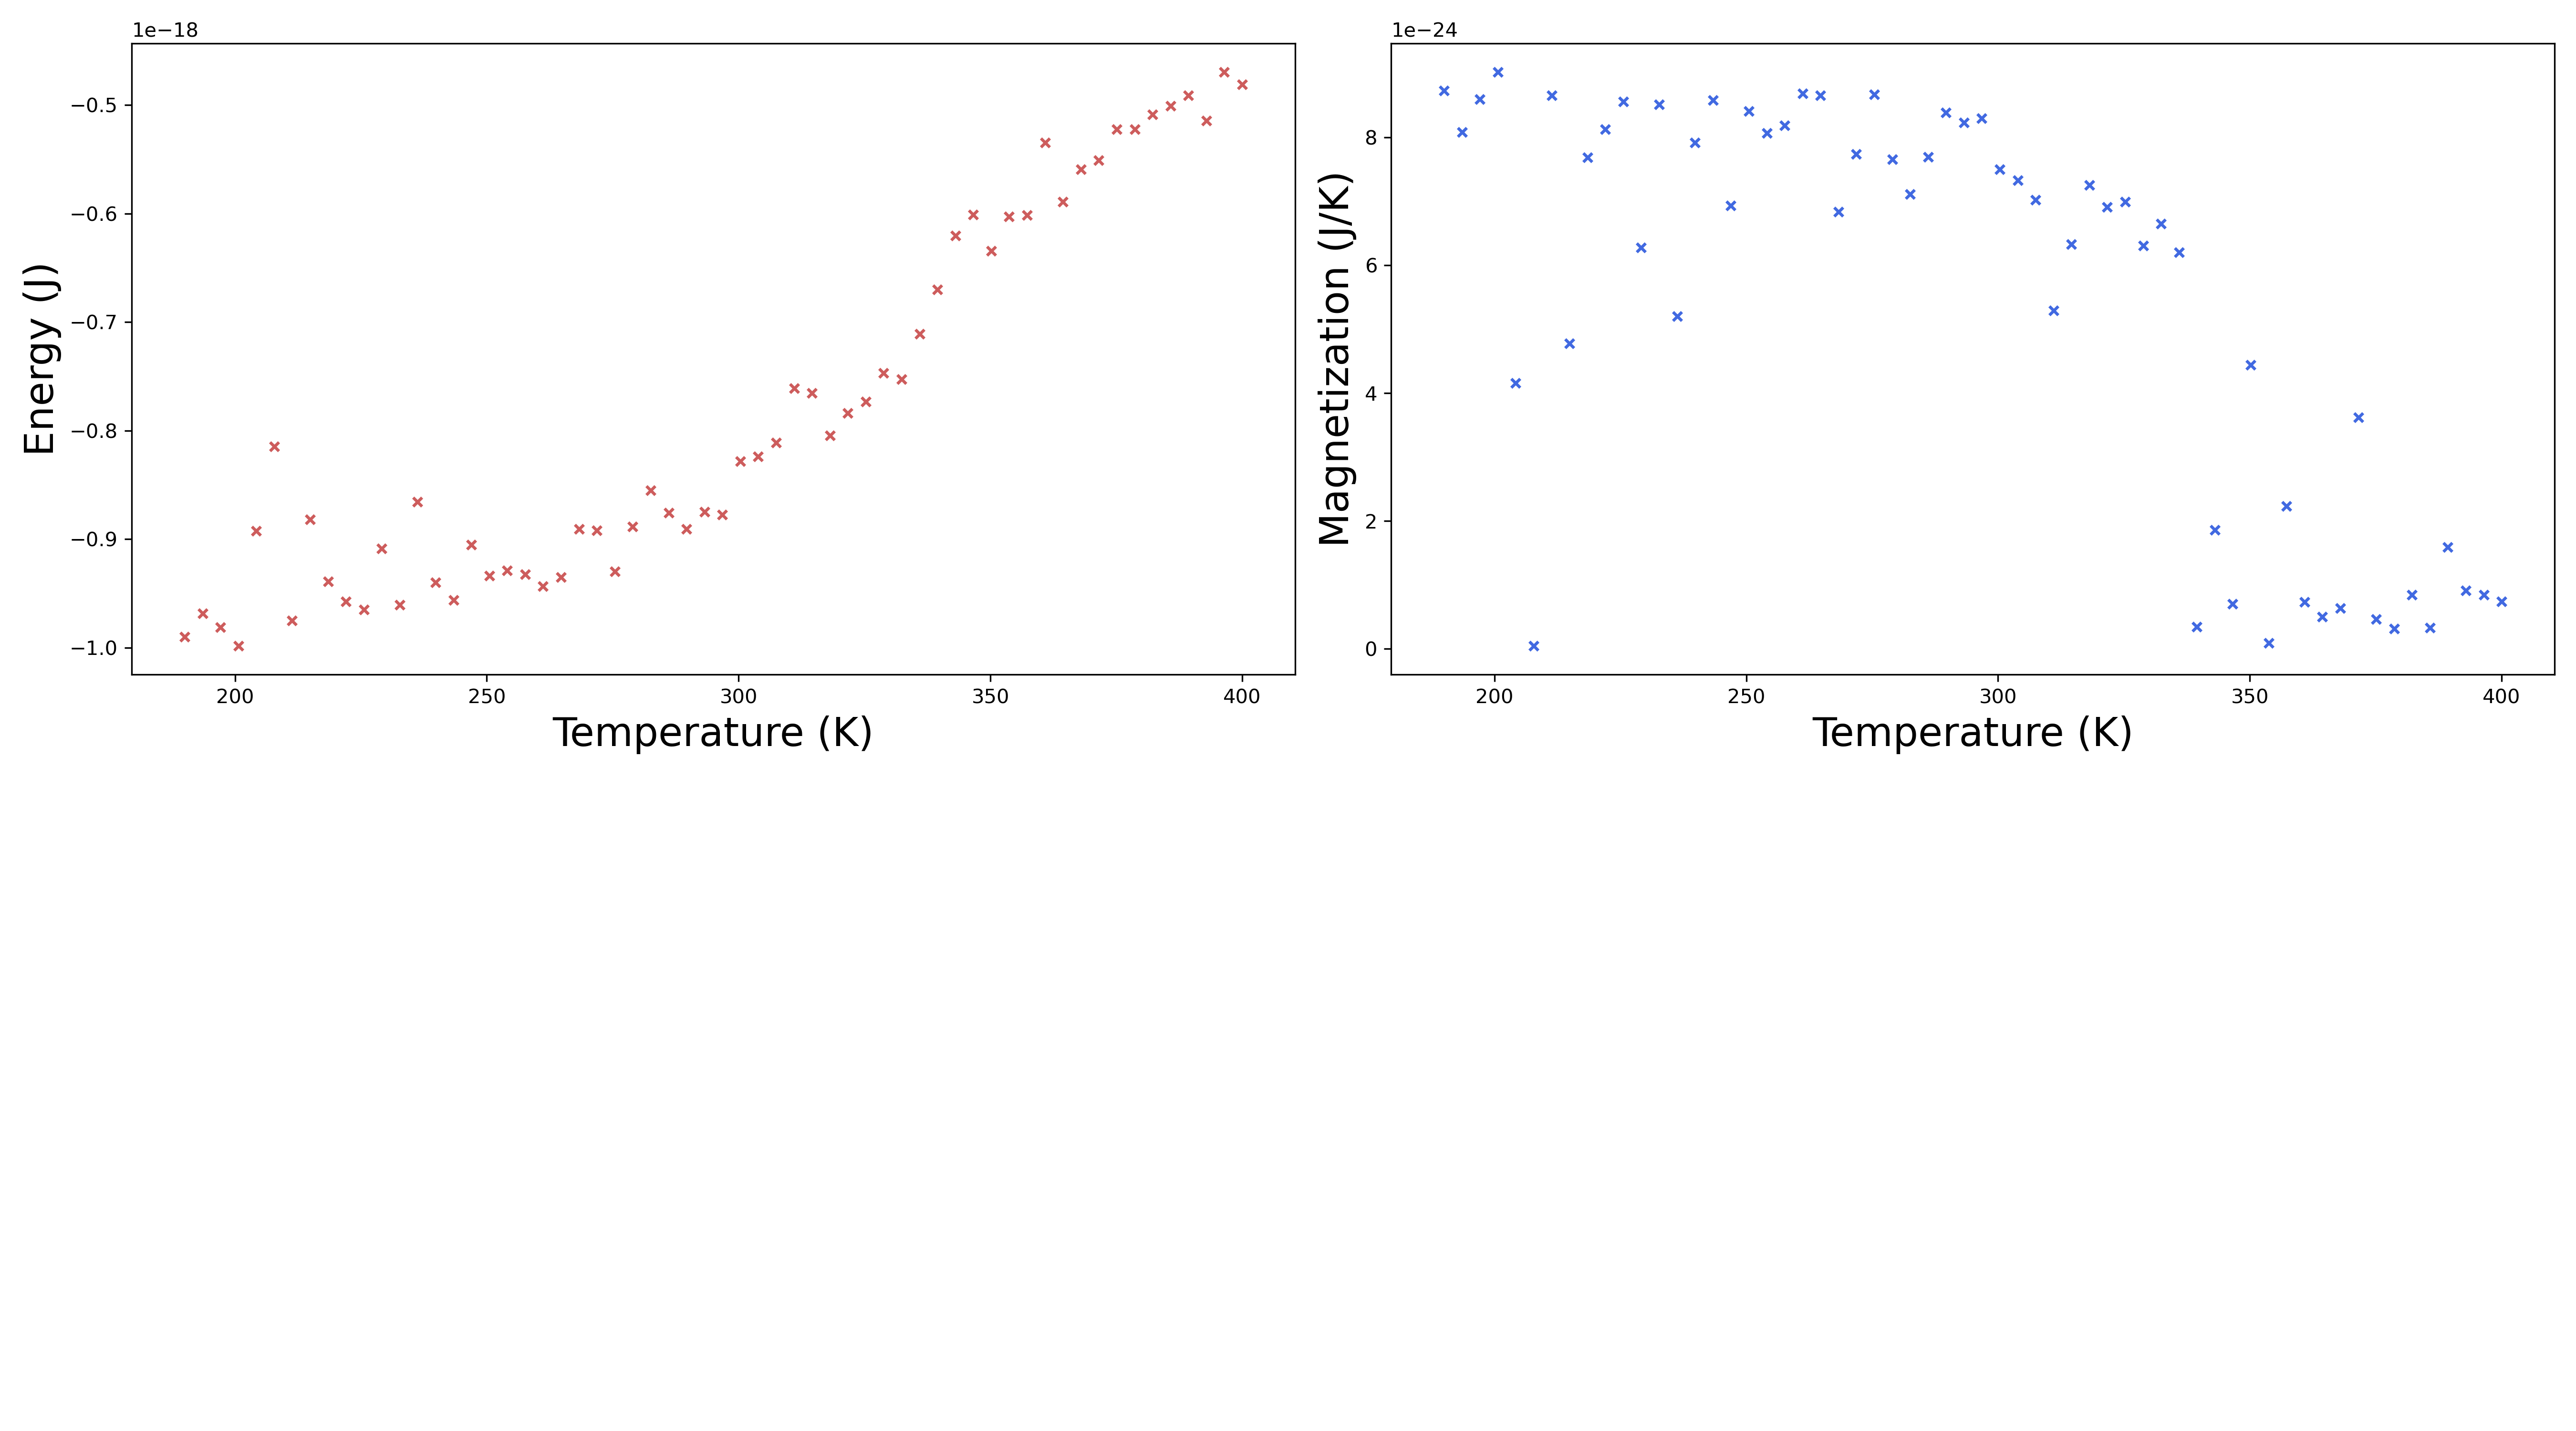 1e−18
−0.5
−0.6
−0.7
−0.8
−0.9
−1.0
Energy (J)
200 250 300 350 400
Temperature (K)
1e−24
8
6
4
2
0
Magnetization (J/K)
200 250 300 350 400
Temperature (K)